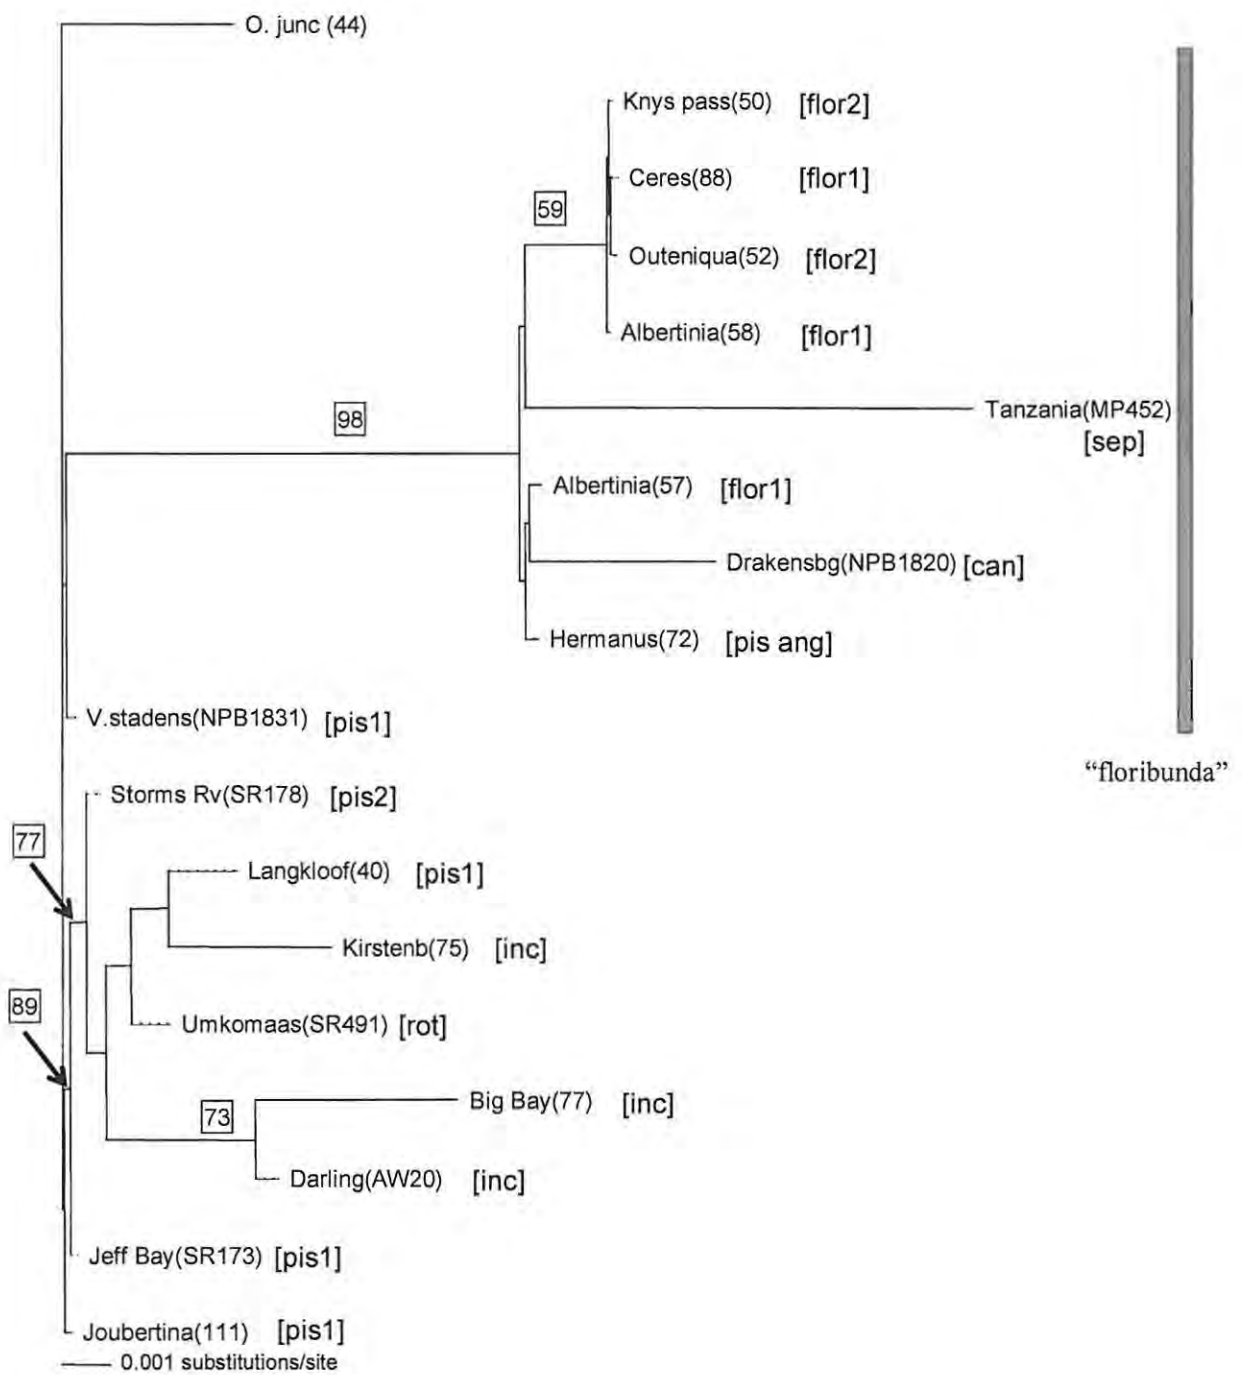 O. junc (44)
Knys pass(50) [flor2]
Ceres(88) [flor1]
59
Outeniqua(52) [flor2]
Albertinia(58) [flor1]
98
Tanzania(MP452)
[sep]
Albertinia(57) [flor1]
Drakensbg(NPB1820) [can]
Hermanus(72) [pis ang]
V.stadens(NPB1831) [pis1]
"floribunda"
Storms Rv(SR178) [pis2]
77
Langkloof(40) [pis1]
Kirstenb(75) [inc]
89
Umkomaas(SR491) [rot]
Big Bay(77) [inc]
73
Darling(AW20) [inc]
Jeff Bay(SR173) [pis1]
Joubertina(111) [pis1]
0.001 substitutions/site